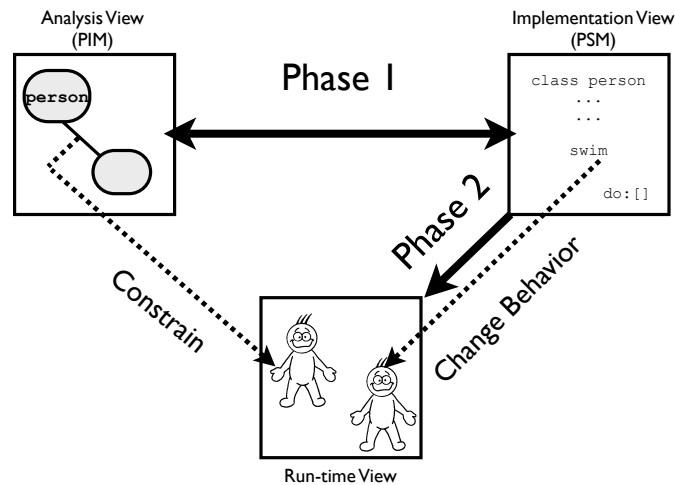 Analysis View
(PIM)
Implementation View
(PSM)
Phase 1
person
class person
...
...
swim
do:[]
Phase 2
Constrain
Change Behavior
Run-time View